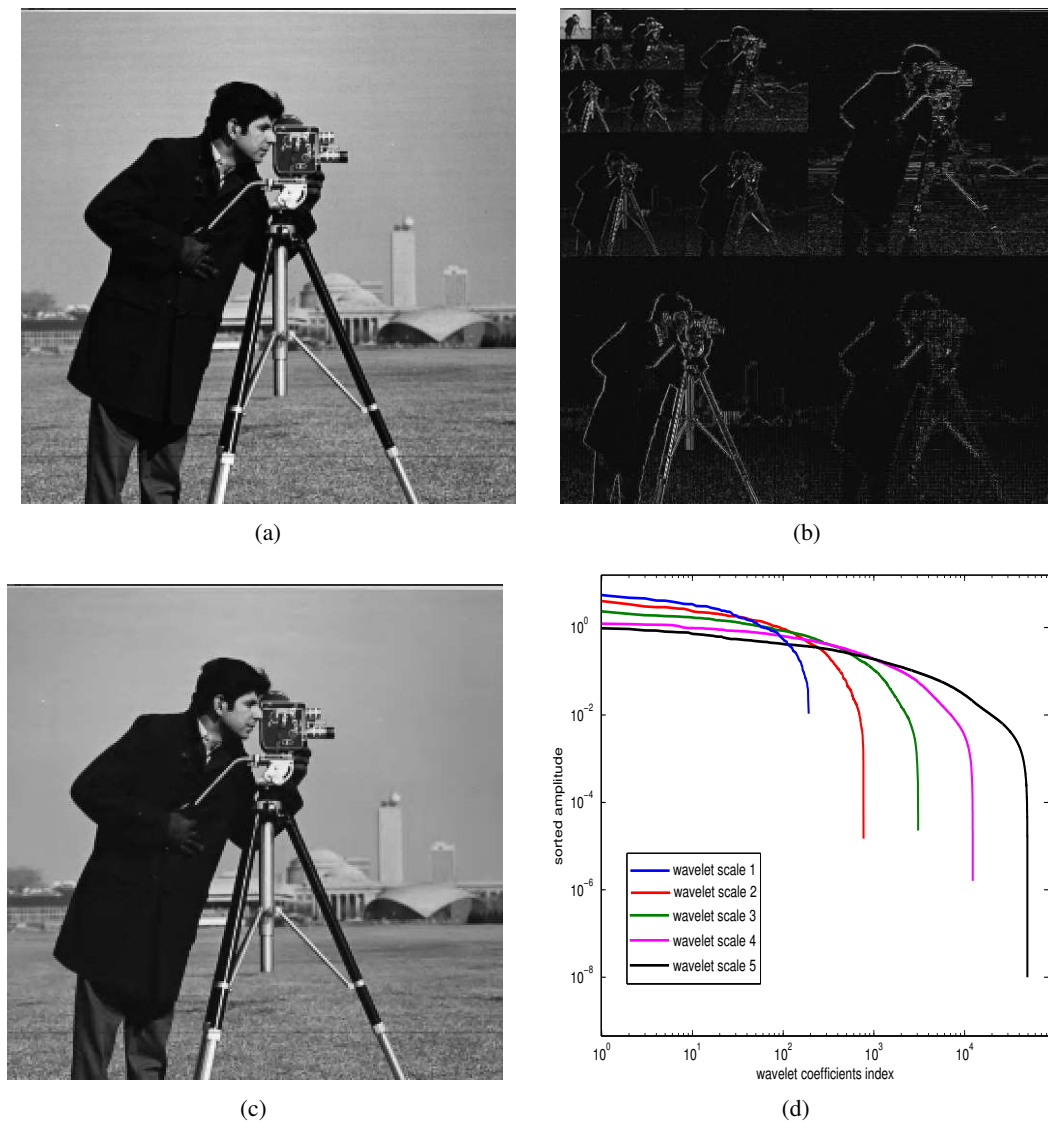 (a)
(b)
(c)
(d)
10^0
10^-2
10^-4
10^-6
10^-8
sorted amplitude
wavelet scale 1
wavelet scale 2
wavelet scale 3
wavelet scale 4
wavelet scale 5
10^0
10^1
10^2
10^3
10^4
wavelet coefficients index